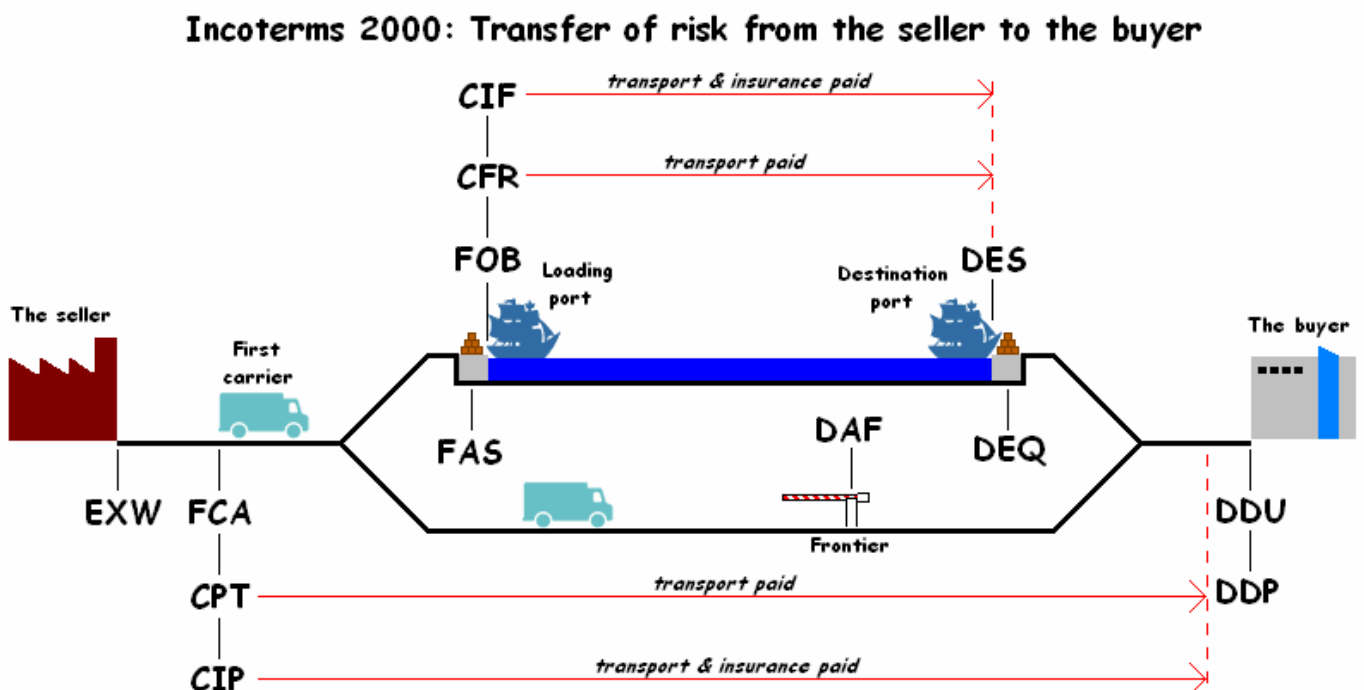 Incoterms 2000: Transfer of risk from the seller to the buyer
CIF
transport & insurance paid
CFR
transport paid
FOB
Loading
port
Destination
port
DES
The seller
First
carrier
The buyer
FAS
DAF
DEQ
EXW
FCA
Frontier
DDU
CPT
transport paid
DDP
CIP
transport & insurance paid